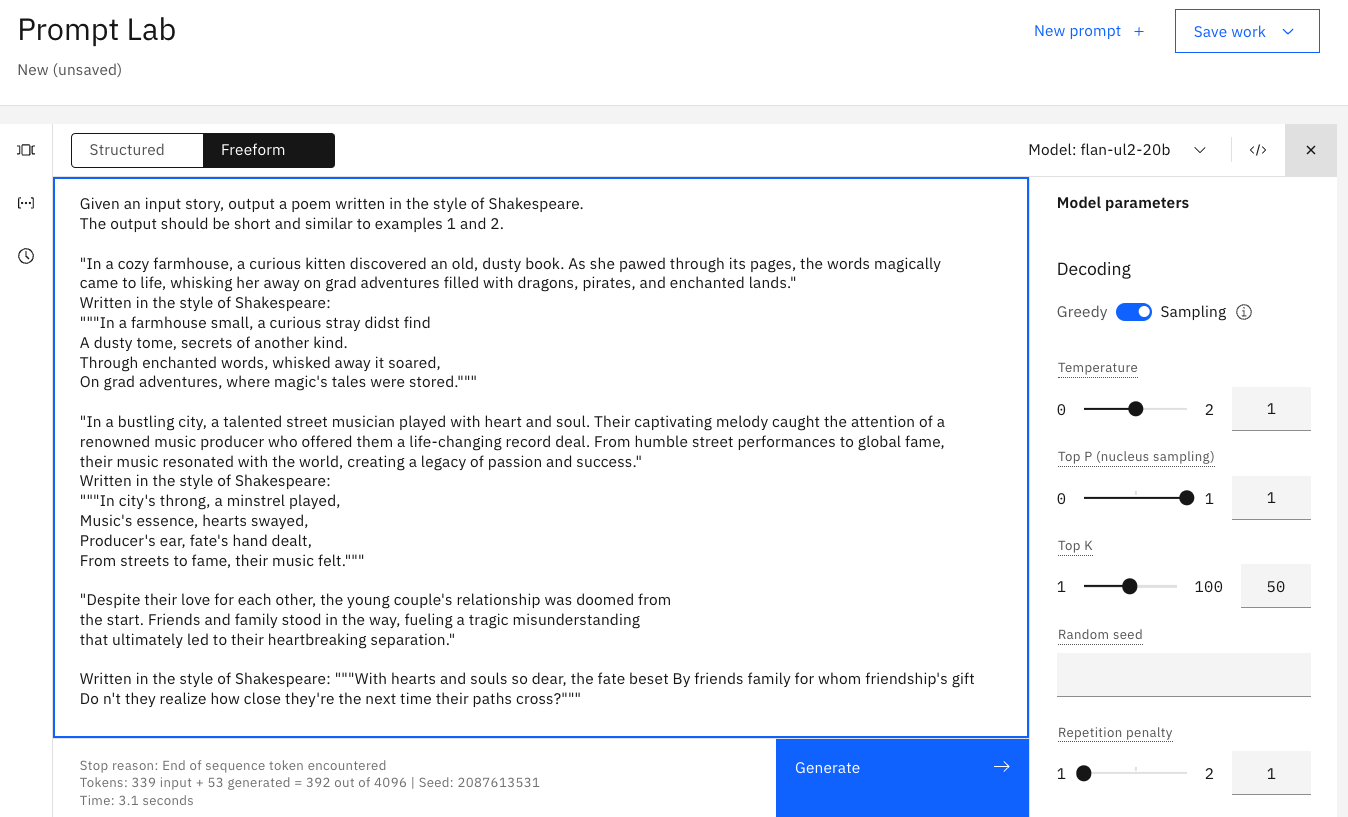 Prompt Lab
New (unsaved)
New prompt +
Save work
Structured
Freeform
Model: flan-ul2-20b
</>
Given an input story, output a poem written in the style of Shakespeare.
The output should be short and similar to examples 1 and 2.
"In a cozy farmhouse, a curious kitten discovered an old, dusty book. As she pawed through its pages, the words magically
came to life, whisking her away on grad adventures filled with dragons, pirates, and enchanted lands."
Written in the style of Shakespeare:
"""In a farmhouse small, a curious stray didst find
A dusty tome, secrets of another kind.
Through enchanted words, whisked away it soared,
On grad adventures, where magic's tales were stored."""
"In a bustling city, a talented street musician played with heart and soul. Their captivating melody caught the attention of a
renowned music producer who offered them a life-changing record deal. From humble street performances to global fame,
their music resonated with the world, creating a legacy of passion and success."
Written in the style of Shakespeare:
"""In city's throng, a minstrel played,
Music's essence, hearts swayed,
Producer's ear, fate's hand dealt,
From streets to fame, their music felt."""
"Despite their love for each other, the young couple's relationship was doomed from
the start. Friends and family stood in the way, fueling a tragic misunderstanding
that ultimately led to their heartbreaking separation."
Written in the style of Shakespeare: """With hearts and souls so dear, the fate beset By friends family for whom friendship's gift
Do n't they realize how close they're the next time their paths cross?"""
Stop reason: End of sequence token encountered
Tokens: 339 input + 53 generated = 392 out of 4096 | Seed: 2087613531
Time: 3.1 seconds
Generate
Model parameters
Decoding
Greedy
Sampling
Temperature
0 2 1
Top P (nucleus sampling)
0 1 1
Top K
1 100 50
Random seed
Repetition penalty
1 2 1